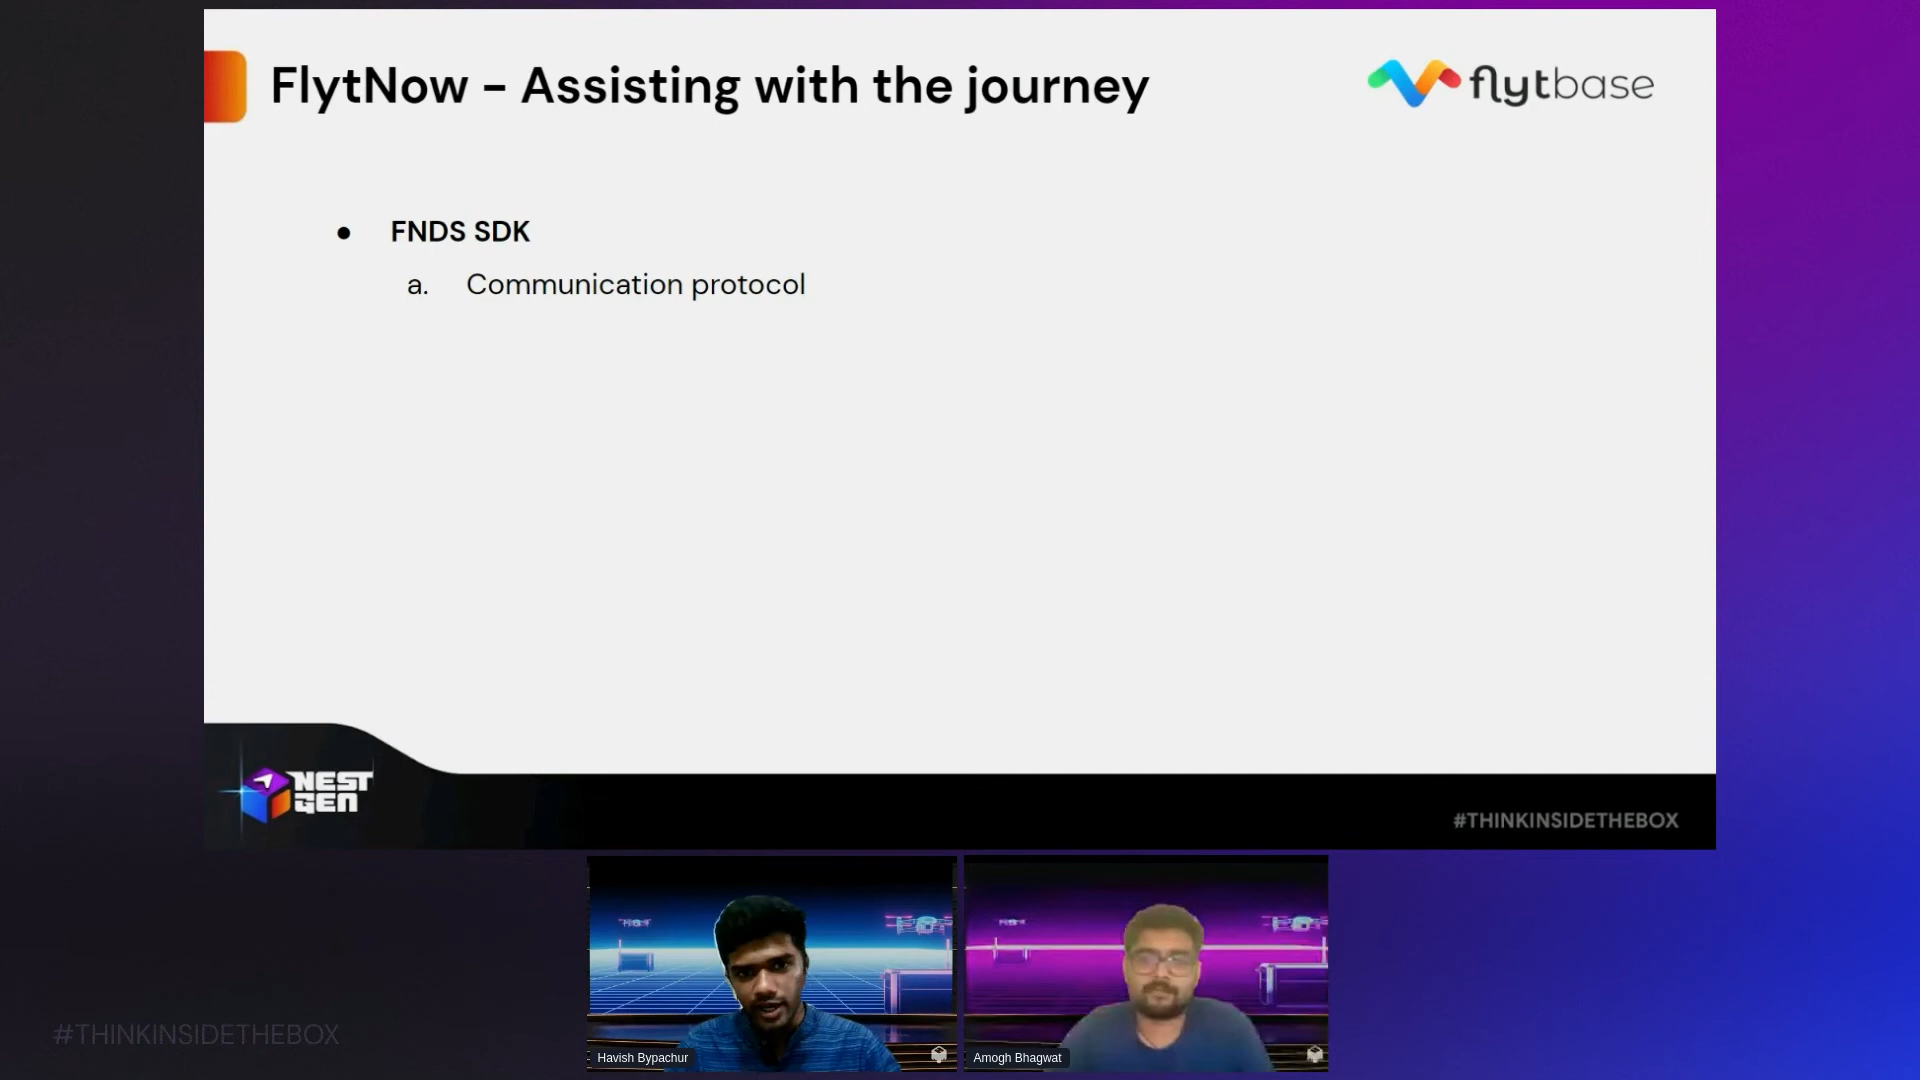 FlytNow - Assisting with the journey
flytbase
● FNDS SDK
a. Communication protocol
NEST
GEN
#THINKINSIDETHEBOX
Havish Bypachur
Amogh Bhagwat
#THINKINSIDETHEBOX